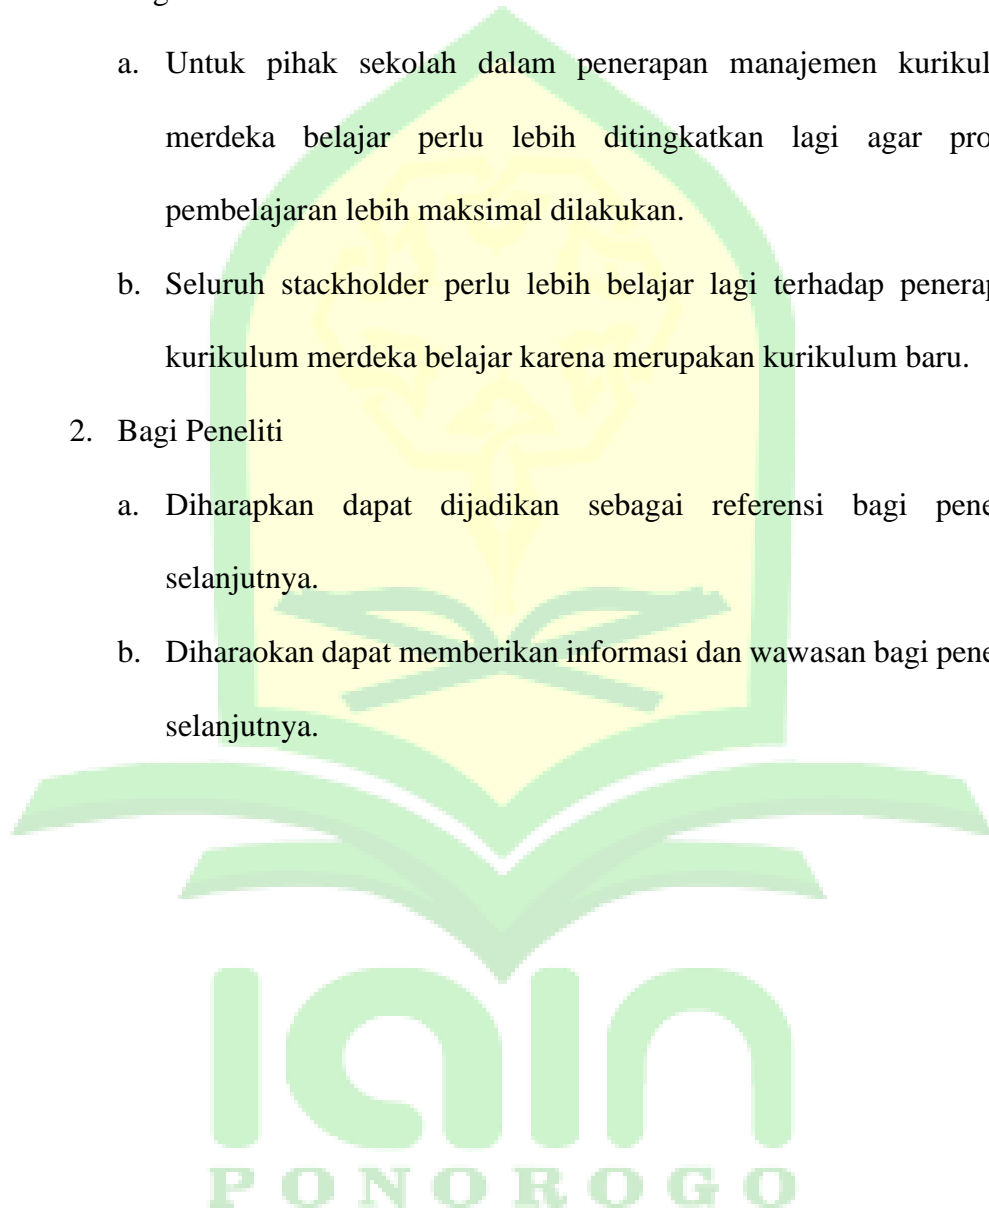 a. Untuk pihak sekolah dalam penerapan manajemen kurikul
merdeka belajar perlu lebih ditingkatkan lagi agar pro
pembelajaran lebih maksimal dilakukan.
b. Seluruh stackholder perlu lebih belajar lagi terhadap penerap
kurikulum merdeka belajar karena merupakan kurikulum baru.
2. Bagi Peneliti
a. Diharapkan dapat dijadikan sebagai referensi bagi pene
selanjutnya.
b. Diharaokan dapat memberikan informasi dan wawasan bagi pene
selanjutnya.
iain
PONOROGO